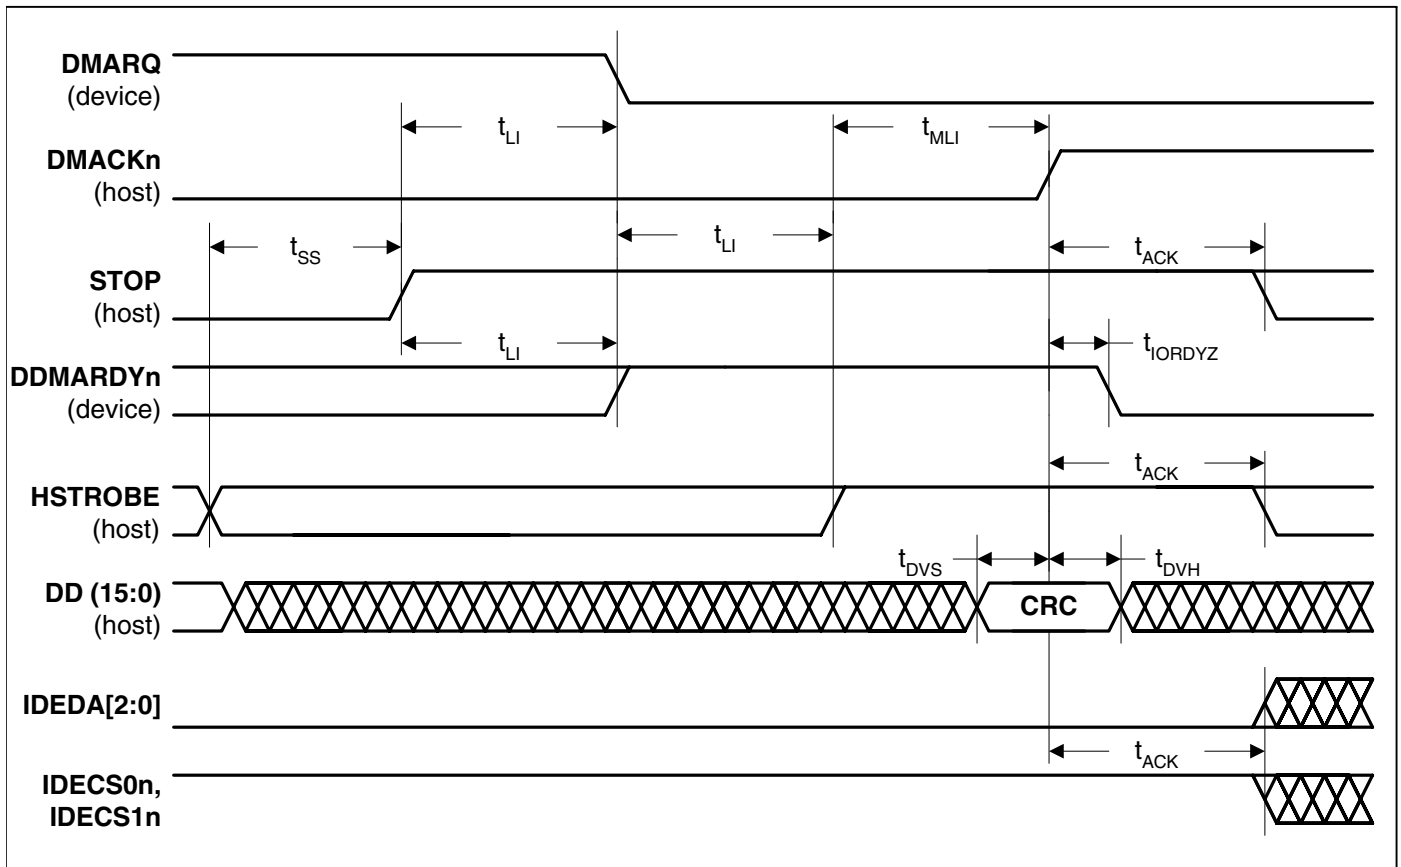 DMARQ
(device)
tLI
tMLI
DMACKn
(host)
tSS
tLI
tACK
STOP
(host)
tLI
tIORDYZ
DDMARDYn
(device)
tACK
HSTROBE
(host)
tDVS
tDVH
DD (15:0)
(host)
CRC
IDEDA[2:0]
tACK
IDECS0n,
IDECS1n